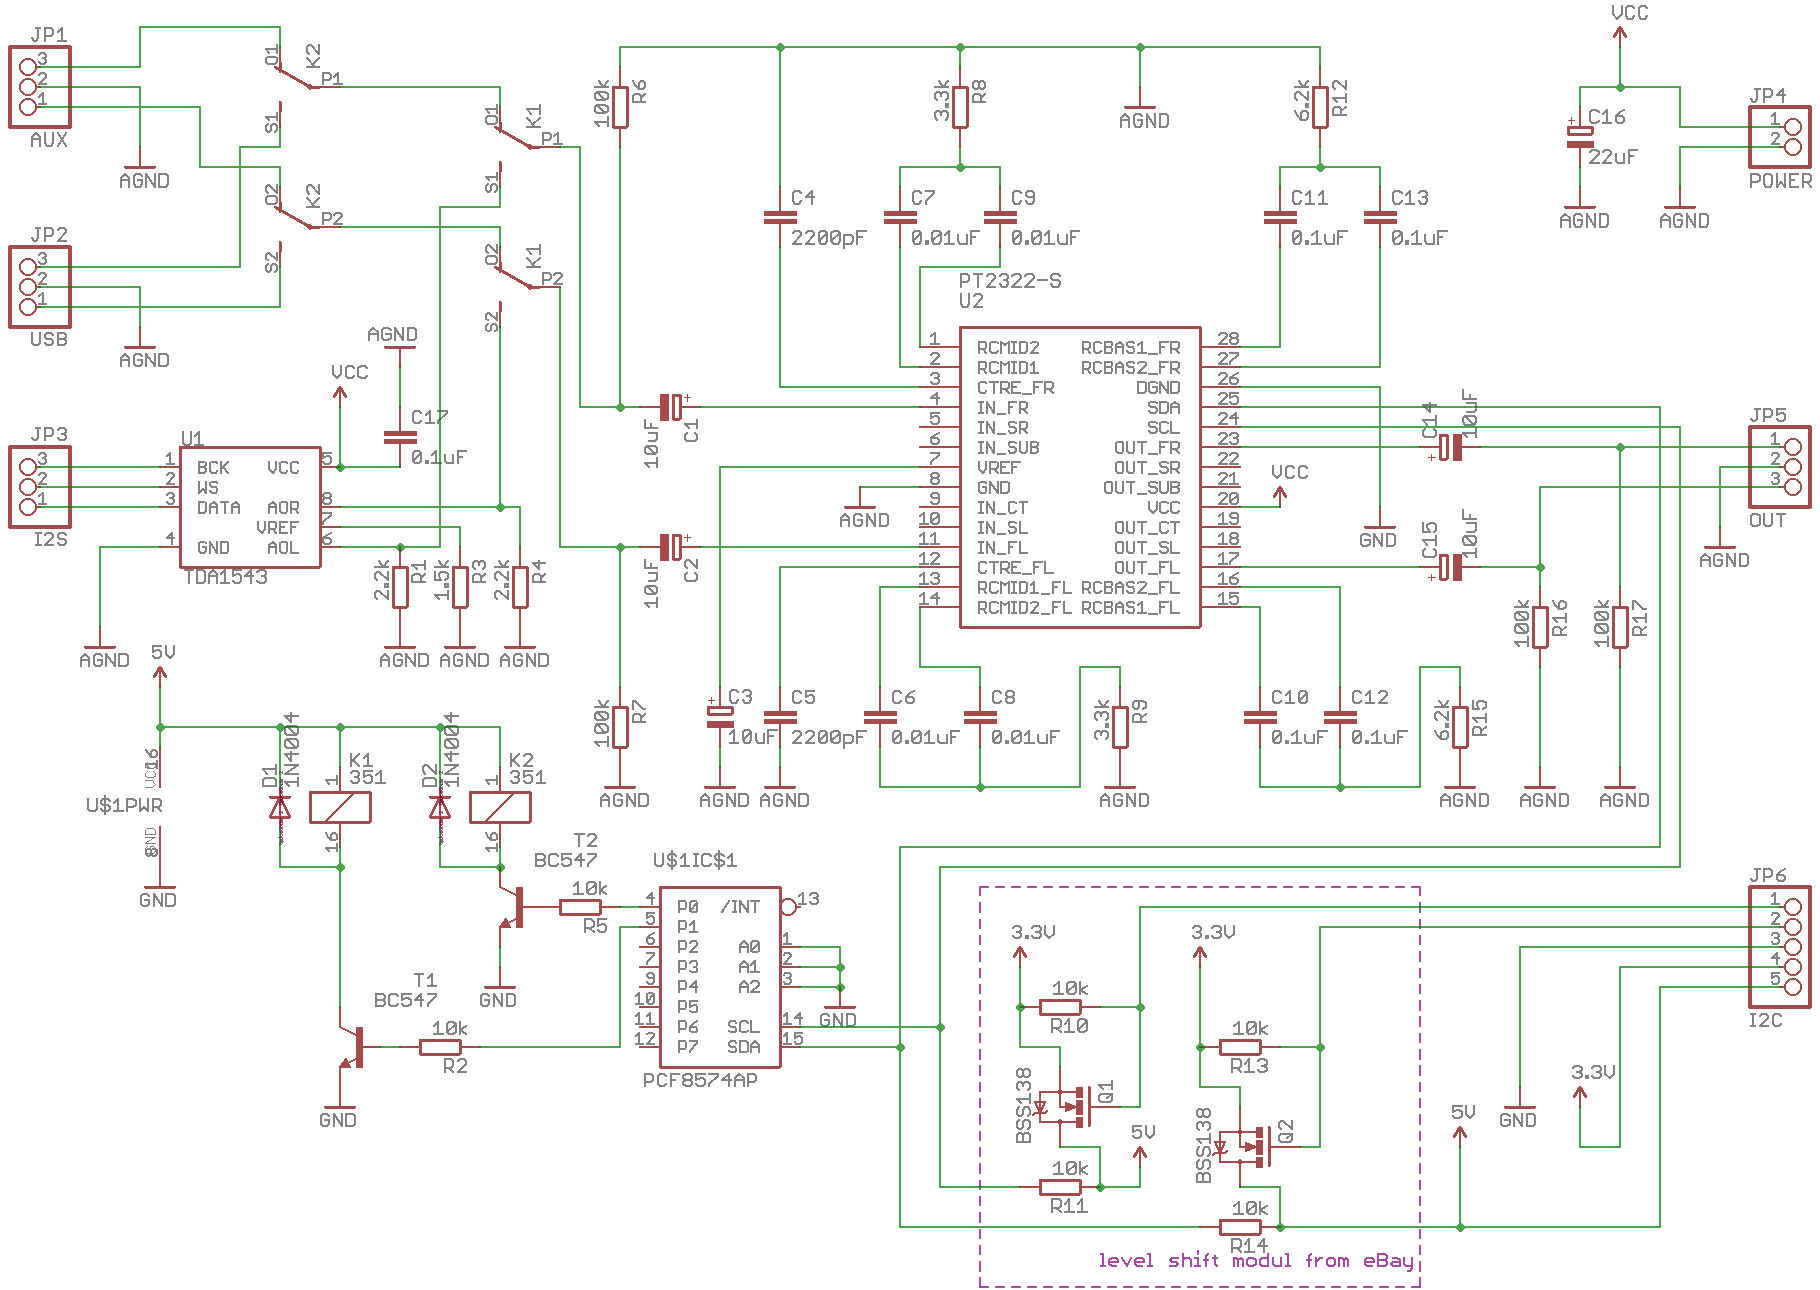 JP1
3
2
1
AUX
AGND
O1
K2
P1
S1
O2
K2
P2
S2
O1
K1
P1
S1
O2
K1
P2
S2
JP2
3
2
1
USB
AGND
JP3
3
2
1
I2S
U1
1 BCK VCC 5
2 WS
3 DATA AOR 8
VREF 7
4 GND AOL 6
TDA1543
AGND
VCC
AGND
C17
0.1uF
2.2k
R1
1.5k
R3
2.2k
R4
AGND
AGND
AGND
100k
R6
3.3k
R8
AGND
6.2k
R12
C4
2200pF
C7
0.01uF
C9
0.01uF
C11
0.1uF
C13
0.1uF
VCC
C16
22uF
AGND
AGND
JP4
1
2
POWER
PT2322-S
U2
1 RCMID2 RCBAS1_FR 28
2 RCMID1 RCBAS2_FR 27
3 CTRE_FR DGND 26
4 IN_FR SDA 25
5 IN_SR SCL 24
6 IN_SUB OUT_FR 23
7 VREF OUT_SR 22
8 GND OUT_SUB 21
9 IN_CT VCC 20
10 IN_SL OUT_CT 19
11 IN_FL OUT_SL 18
12 CTRE_FL OUT_FL 17
13 RCMID1_FL RCBAS2_FL 16
14 RCMID2_FL RCBAS1_FL 15
10uF
C1
10uF
C2
AGND
VCC
GND
C14
10uF
C15
10uF
JP5
1
2
3
OUT
AGND
100k
R16
100k
R17
AGND
AGND
100k
R7
AGND
C3
10uF
AGND
C5
2200pF
AGND
C6
0.01uF
C8
0.01uF
3.3k
R9
AGND
C10
0.1uF
C12
0.1uF
6.2k
R15
AGND
5V
16
VCC
U$1PWR
GND
8
GND
D1
1N4004
K1
351
1
16
D2
1N4004
K2
351
1
16
T2
BC547
10k
R5
GND
T1
BC547
10k
R2
GND
U$1IC$1
4 P0 /INT 13
5 P1
6 P2 A0 1
7 P3 A1 2
9 P4 A2 3
10 P5
11 P6 SCL 14
12 P7 SDA 15
PCF8574AP
GND
3.3V
10k
R10
BSS138
Q1
5V
10k
R11
3.3V
10k
R13
BSS138
Q2
10k
R14
level shift modul from eBay
5V
GND
3.3V
JP6
1
2
3
4
5
I2C